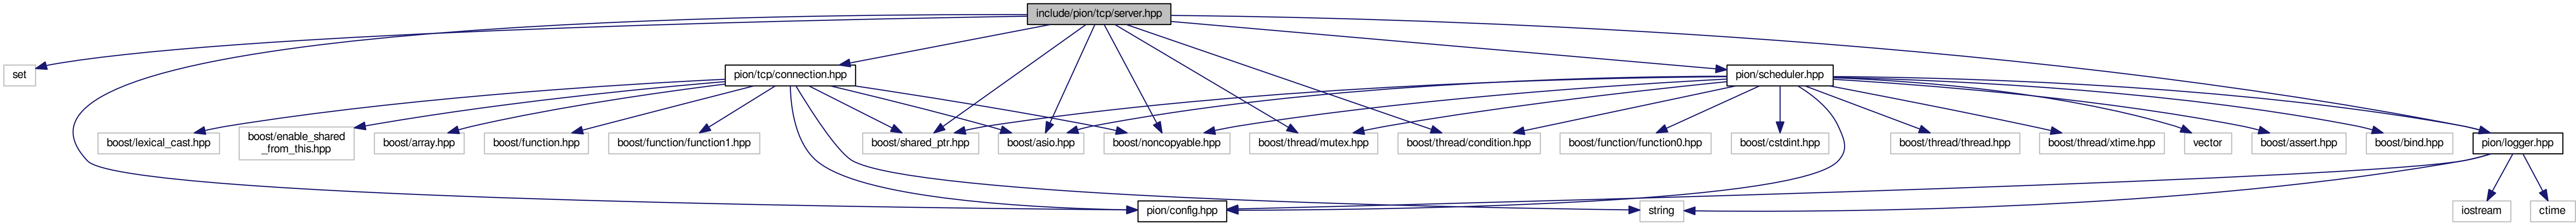 include/pion/tcp/server.hpp
set
pion/tcp/connection.hpp
pion/scheduler.hpp
boost/lexical_cast.hpp
boost/enable_shared
_from_this.hpp
boost/array.hpp
boost/function.hpp
boost/function/function1.hpp
boost/shared_ptr.hpp
boost/asio.hpp
boost/noncopyable.hpp
boost/thread/mutex.hpp
boost/thread/condition.hpp
boost/function/function0.hpp
boost/cstdint.hpp
boost/thread/thread.hpp
boost/thread/xtime.hpp
vector
boost/assert.hpp
boost/bind.hpp
pion/logger.hpp
pion/config.hpp
string
iostream
ctime